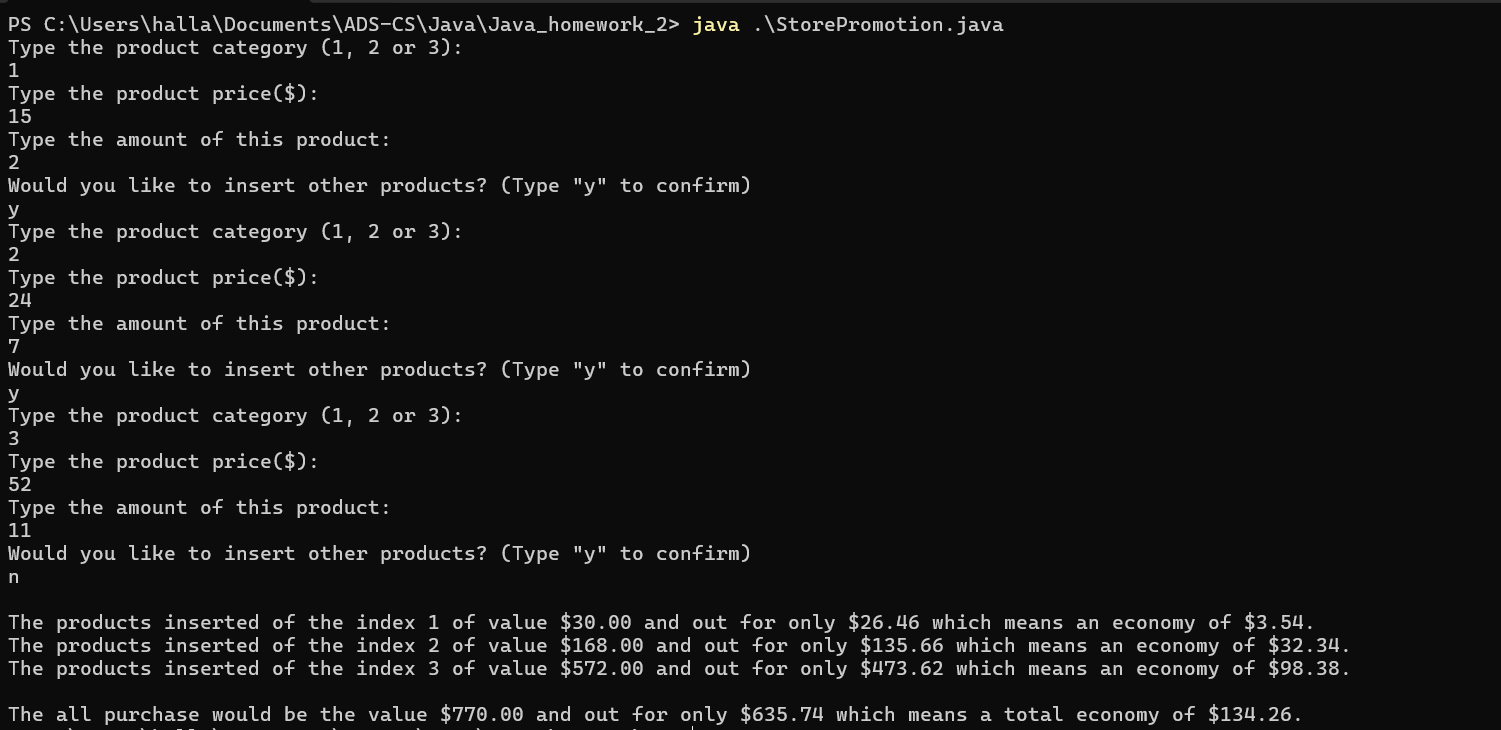 PS C:\Users\halla\Documents\ADS-CS\Java\Java_homework_2> java .\StorePromotion.java
Type the product category (1, 2 or 3):
1
Type the product price($):
15
Type the amount of this product:
2
Would you like to insert other products? (Type "y" to confirm)
y
Type the product category (1, 2 or 3):
2
Type the product price($):
24
Type the amount of this product:
7
Would you like to insert other products? (Type "y" to confirm)
y
Type the product category (1, 2 or 3):
3
Type the product price($):
52
Type the amount of this product:
11
Would you like to insert other products? (Type "y" to confirm)
n
The products inserted of the index 1 of value $30.00 and out for only $26.46 which means an economy of $3.54.
The products inserted of the index 2 of value $168.00 and out for only $135.66 which means an economy of $32.34.
The products inserted of the index 3 of value $572.00 and out for only $473.62 which means an economy of $98.38.
The all purchase would be the value $770.00 and out for only $635.74 which means a total economy of $134.26.